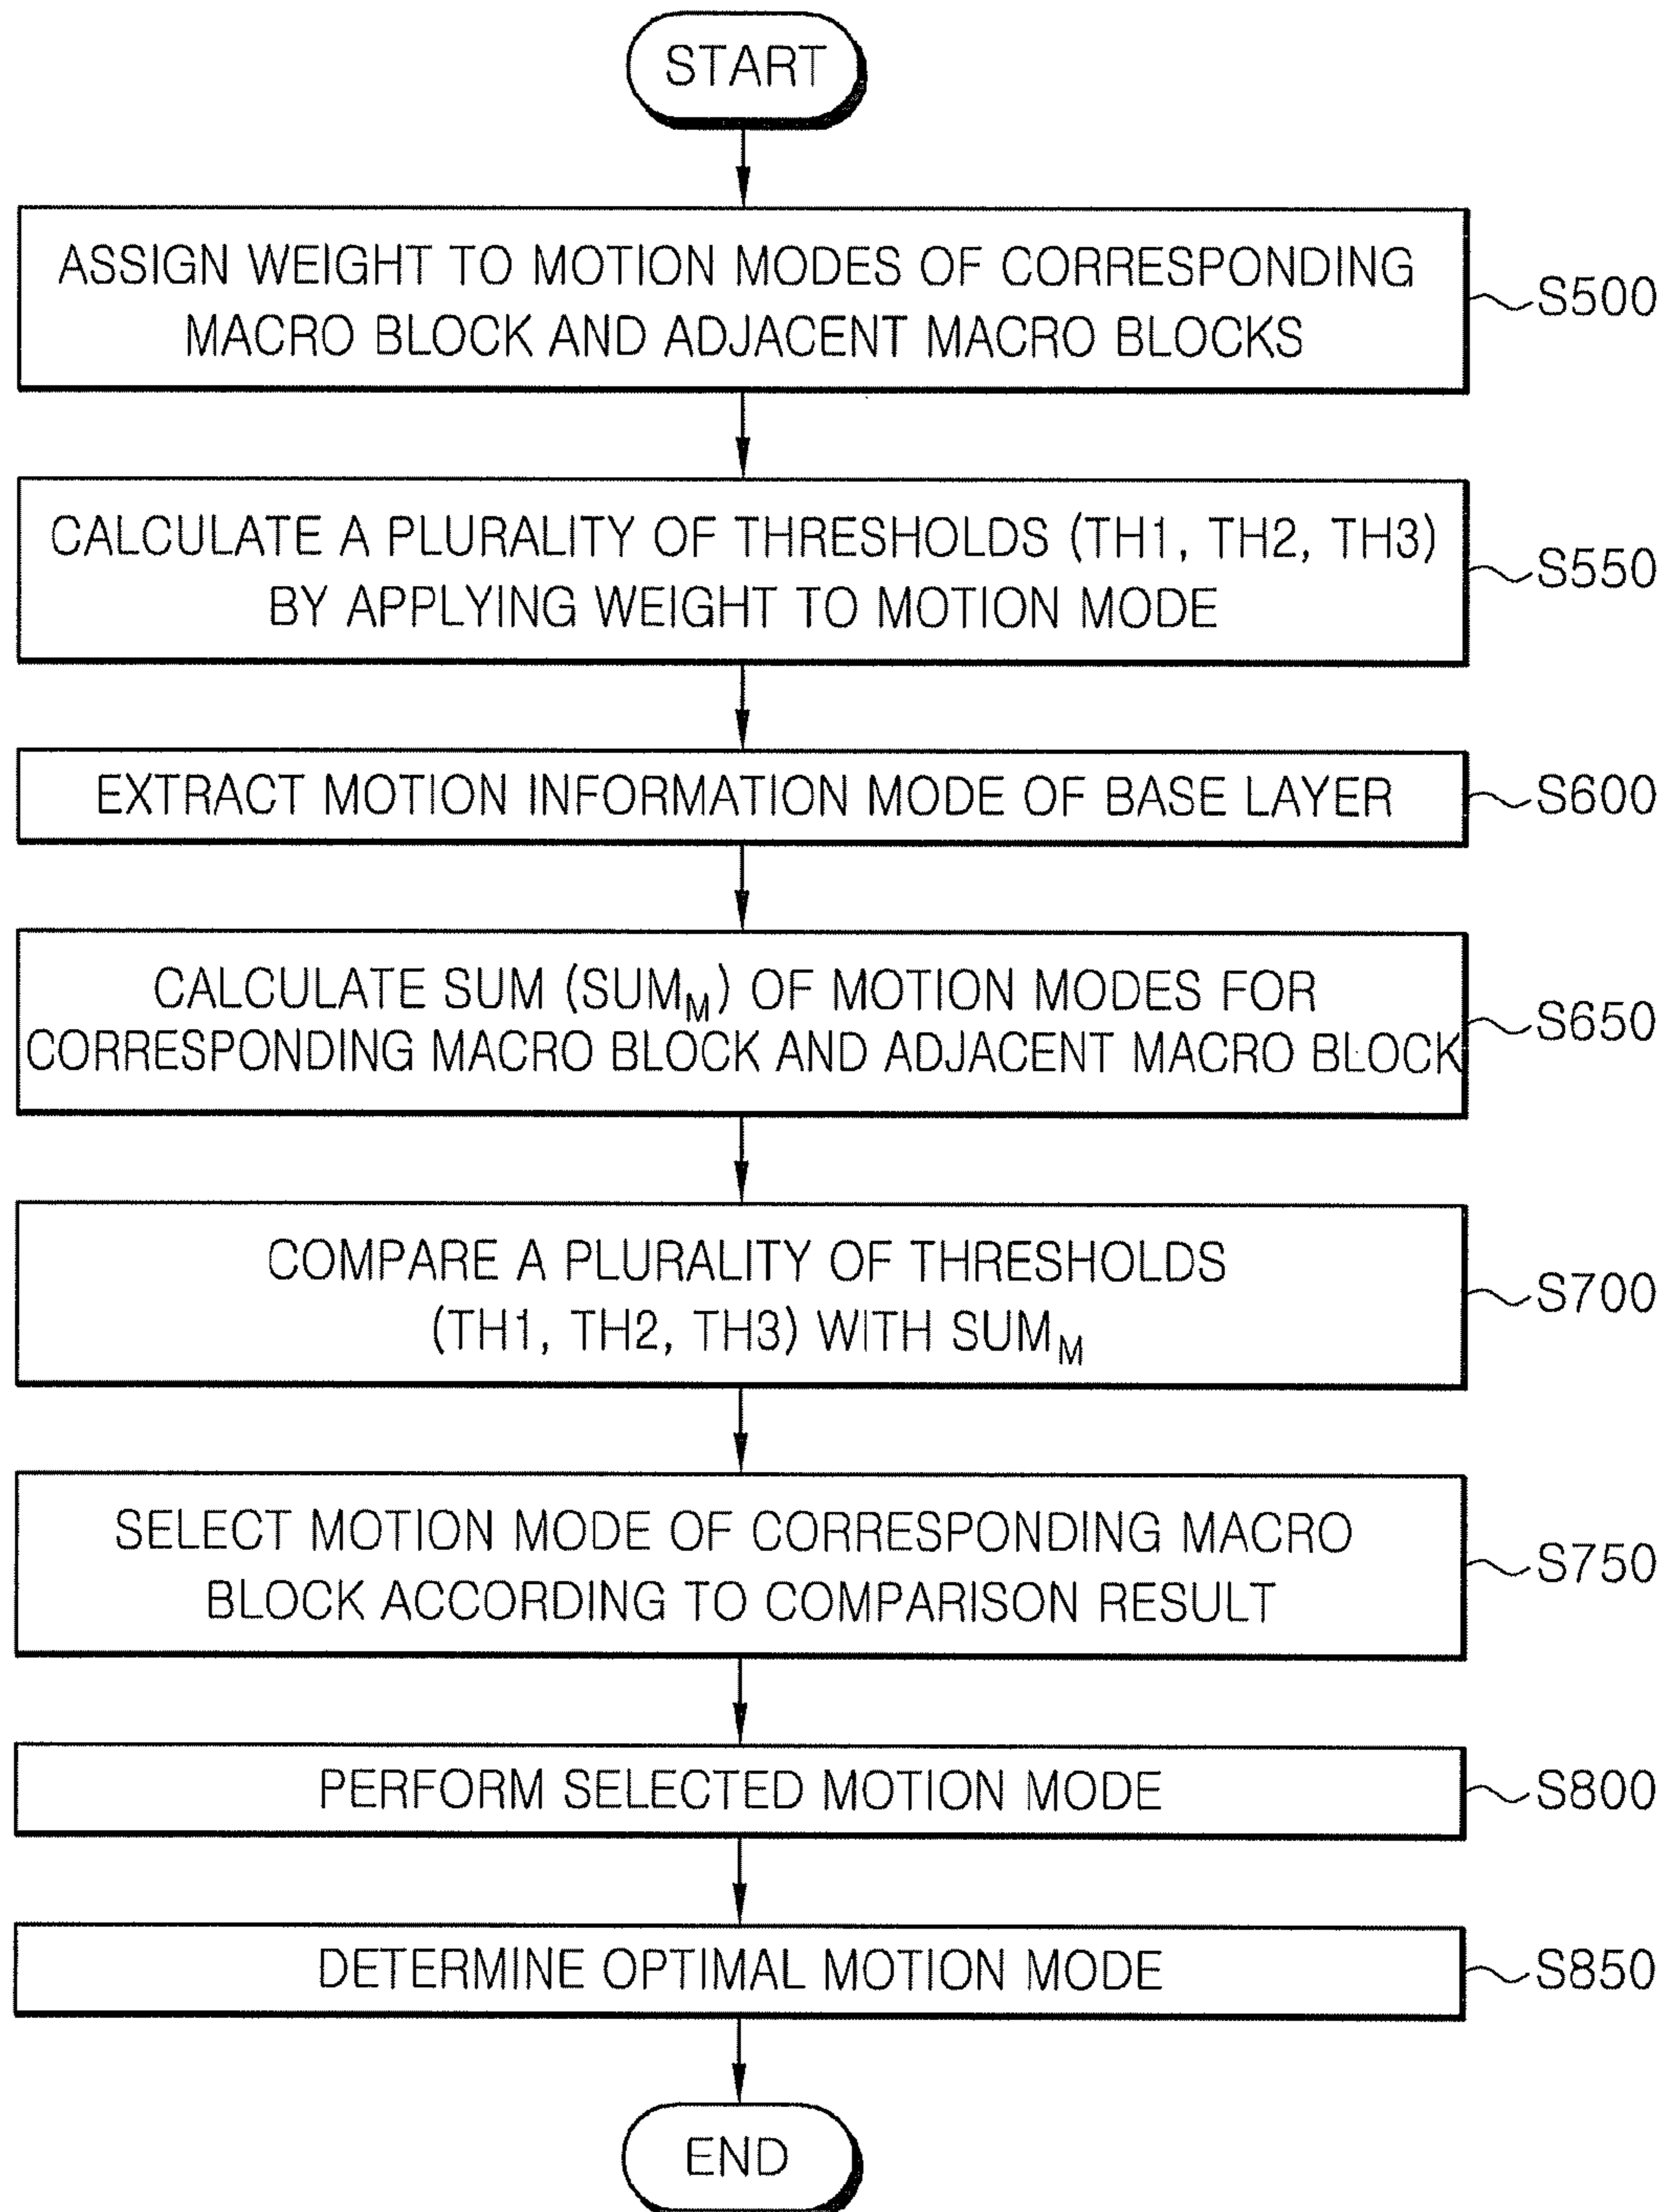 START
ASSIGN WEIGHT TO MOTION MODES OF CORRESPONDING
MACRO BLOCK AND ADJACENT MACRO BLOCKS
S500
CALCULATE A PLURALITY OF THRESHOLDS (TH1, TH2, TH3)
BY APPLYING WEIGHT TO MOTION MODE
S550
EXTRACT MOTION INFORMATION MODE OF BASE LAYER
S600
CALCULATE SUM (SUM_M) OF MOTION MODES FOR
CORRESPONDING MACRO BLOCK AND ADJACENT MACRO BLOCK
S650
COMPARE A PLURALITY OF THRESHOLDS
(TH1, TH2, TH3) WITH SUM_M
S700
SELECT MOTION MODE OF CORRESPONDING MACRO
BLOCK ACCORDING TO COMPARISON RESULT
S750
PERFORM SELECTED MOTION MODE
S800
DETERMINE OPTIMAL MOTION MODE
S850
END